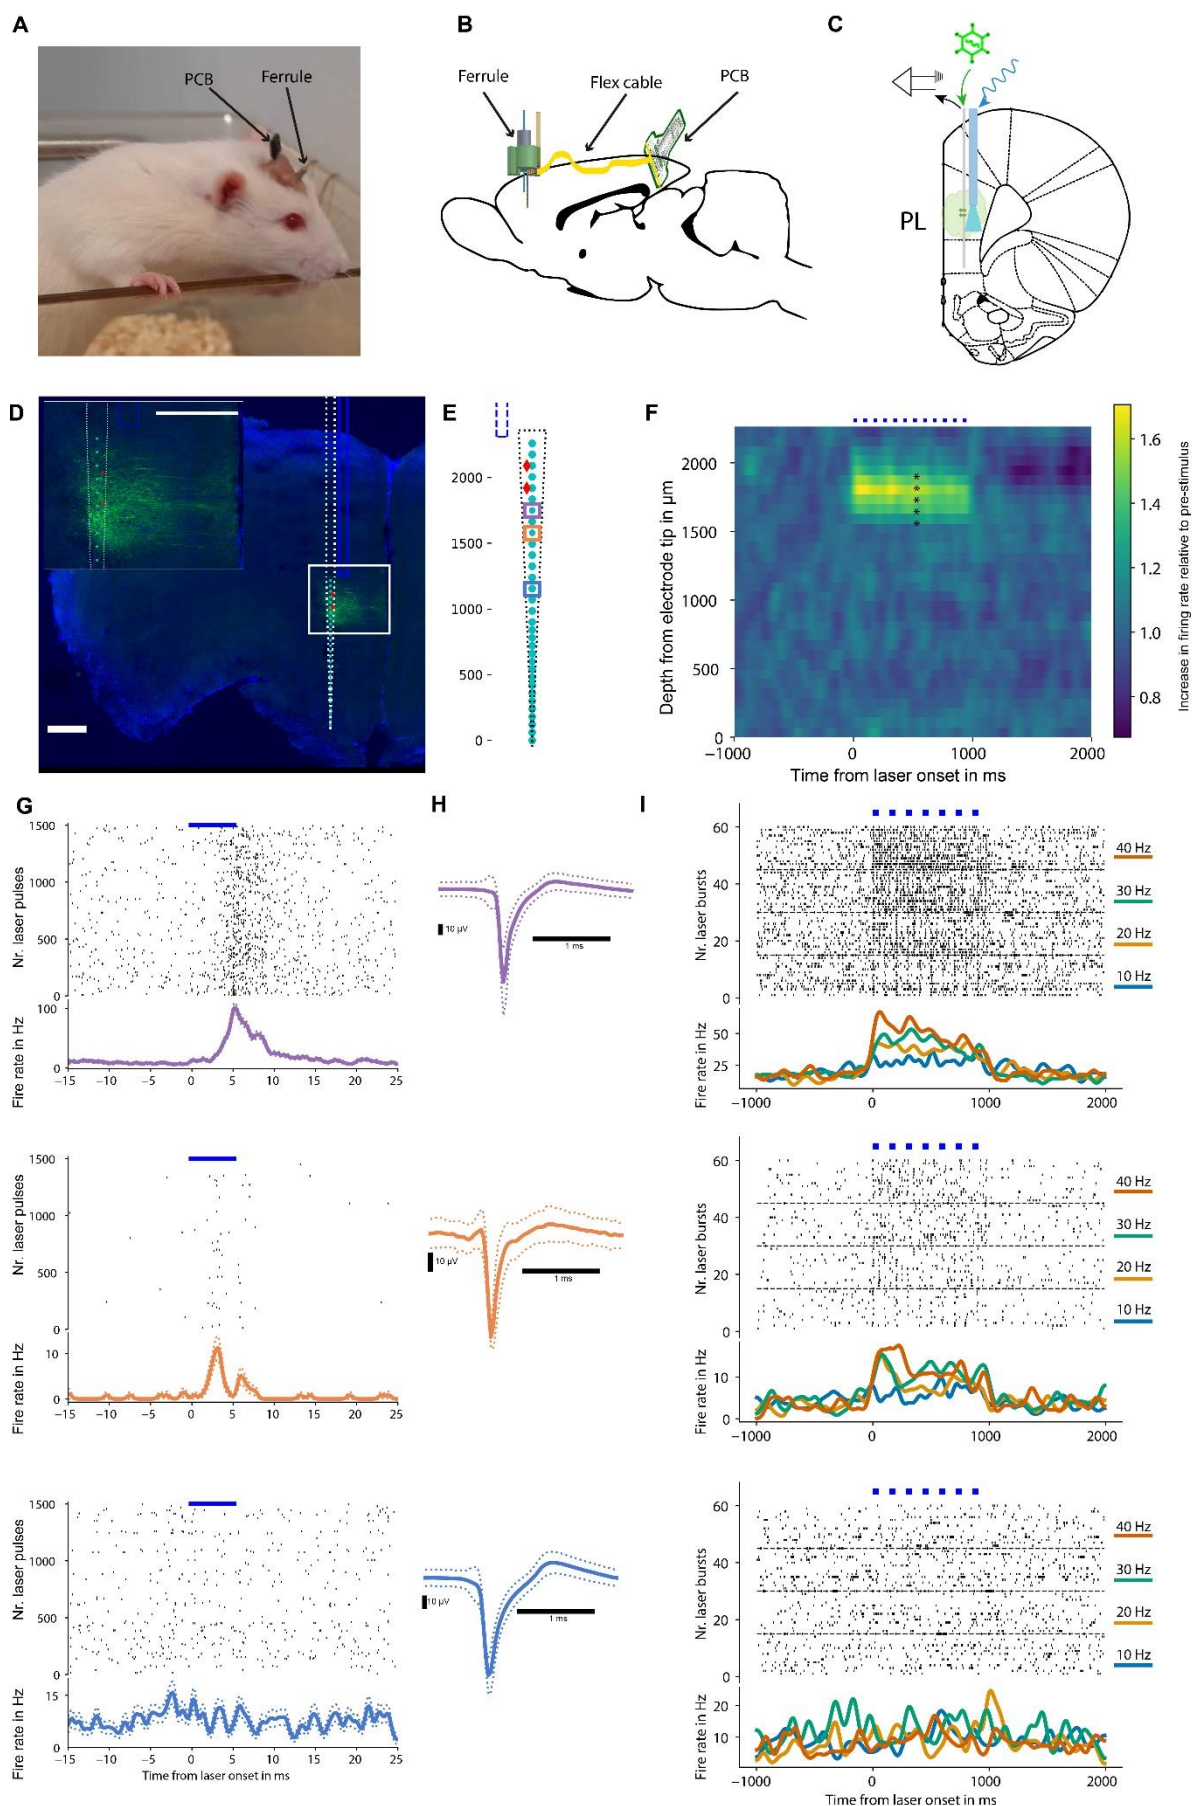 A
PCB
Ferrule
B
Ferrule
Flex cable
PCB
C
PL
D
E
2000
1500
1000
500
0
F
Depth from electrode tip in µm
2000
1500
1000
500
0
−1000
0
1000
2000
Time from laser onset in ms
* * * * *
1.6
1.4
1.2
1.0
0.8
Increase in firing rate relative to pre-stimulus
G
Nr. laser pulses
1500
1000
500
0
Fire rate in Hz
100
0
−15 −10 −5 0 5 10 15 20 25
H
10 µV
1 ms
I
Nr. laser bursts
60
40
20
0
40 Hz
30 Hz
20 Hz
10 Hz
Fire rate in Hz
50
25
−1000 0 1000 2000
Nr. laser pulses
1500
1000
500
0
Fire rate in Hz
10
0
−15 −10 −5 0 5 10 15 20 25
10 µV
1 ms
Nr. laser bursts
60
40
20
0
40 Hz
30 Hz
20 Hz
10 Hz
Fire rate in Hz
10
0
−1000 0 1000 2000
Nr. laser pulses
1500
1000
500
0
Fire rate in Hz
15
0
−15 −10 −5 0 5 10 15 20 25
Time from laser onset in ms
10 µV
1 ms
Nr. laser bursts
60
40
20
0
40 Hz
30 Hz
20 Hz
10 Hz
Fire rate in Hz
20
10
−1000 0 1000 2000
Time from laser onset in ms